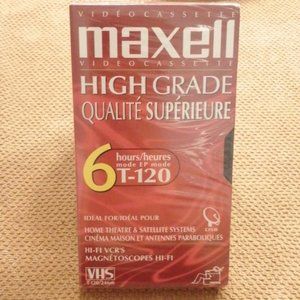 VIDÉOCASSETTE
maxell
VIDEOCASSETTE
HIGH GRADE
QUALITÉ SUPÉRIEURE
6 hours/heures
mode EP mode
T-120
IDEAL FOR/IDÉAL POUR
HOME THEATRE & SATELLITE SYSTEMS
CINÉMA MAISON ET ANTENNES PARABOLIQUES
HI-FI VCR'S
MAGNÉTOSCOPES HI-FI
VHS